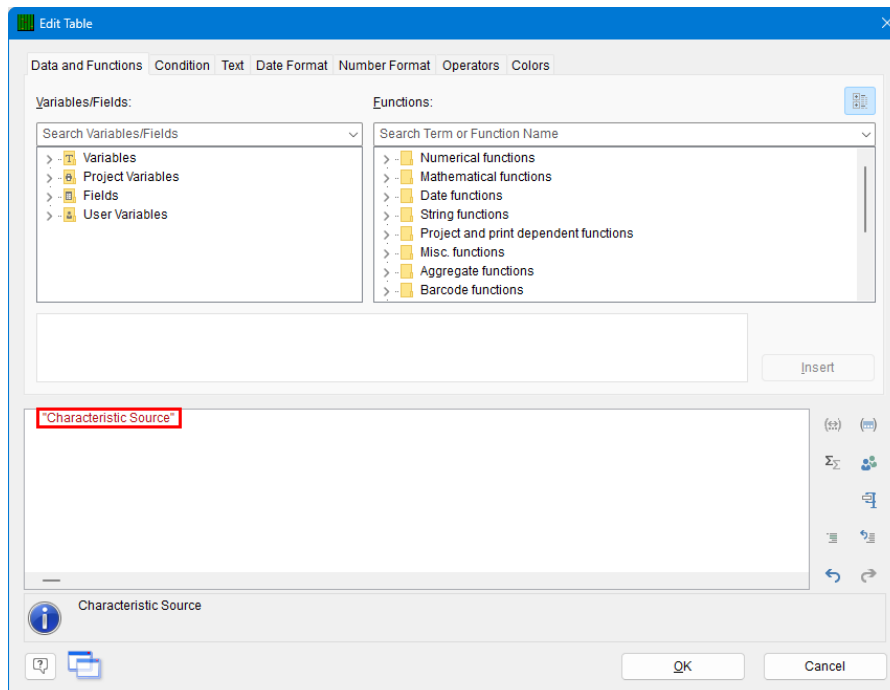 Edit Table
Data and Functions Condition Text Date Format Number Format Operators Colors
Variables/Fields:
Functions:
Search Variables/Fields
Search Term or Function Name
Variables
Project Variables
Fields
User Variables
Numerical functions
Mathematical functions
Date functions
String functions
Project and print dependent functions
Misc. functions
Aggregate functions
Barcode functions
Insert
"Characteristic Source"
Characteristic Source
OK
Cancel